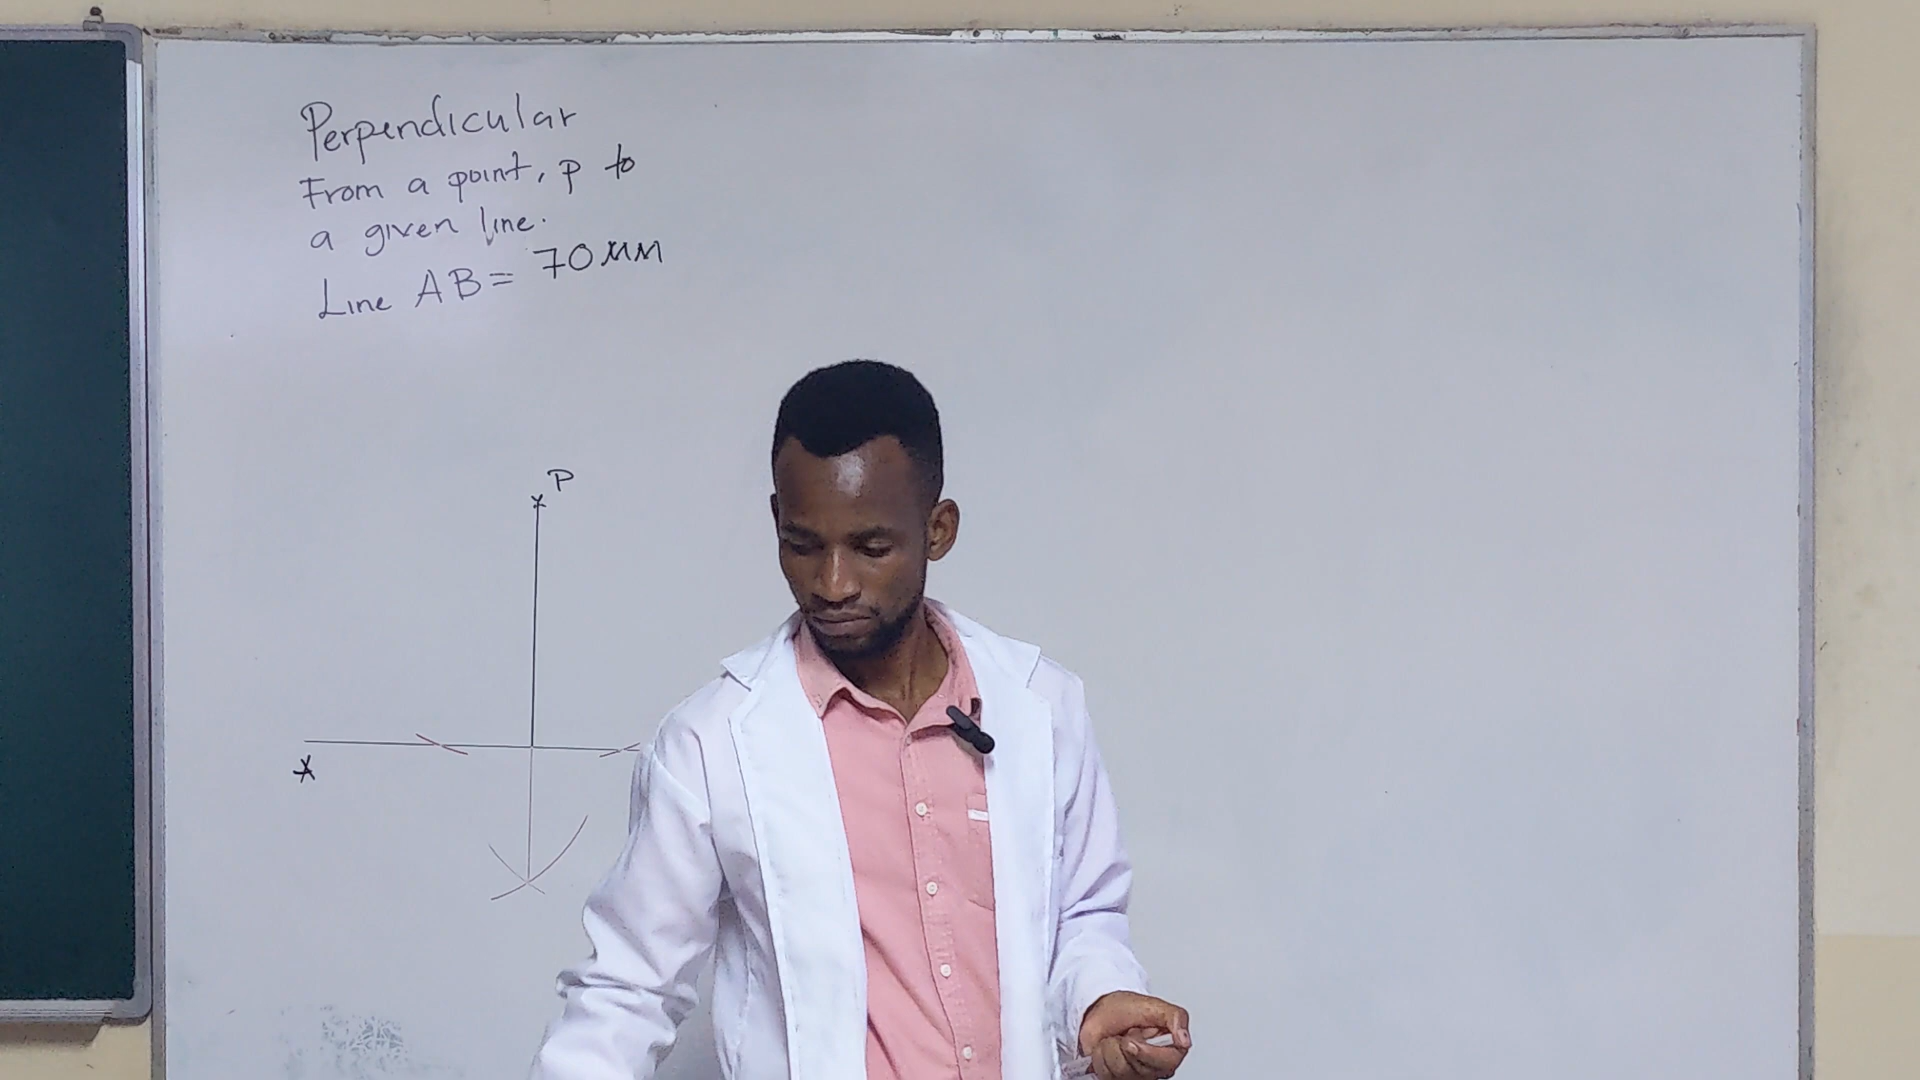 Perpendicular
From a point, P to
a given line.
Line AB = 70mm
P
A